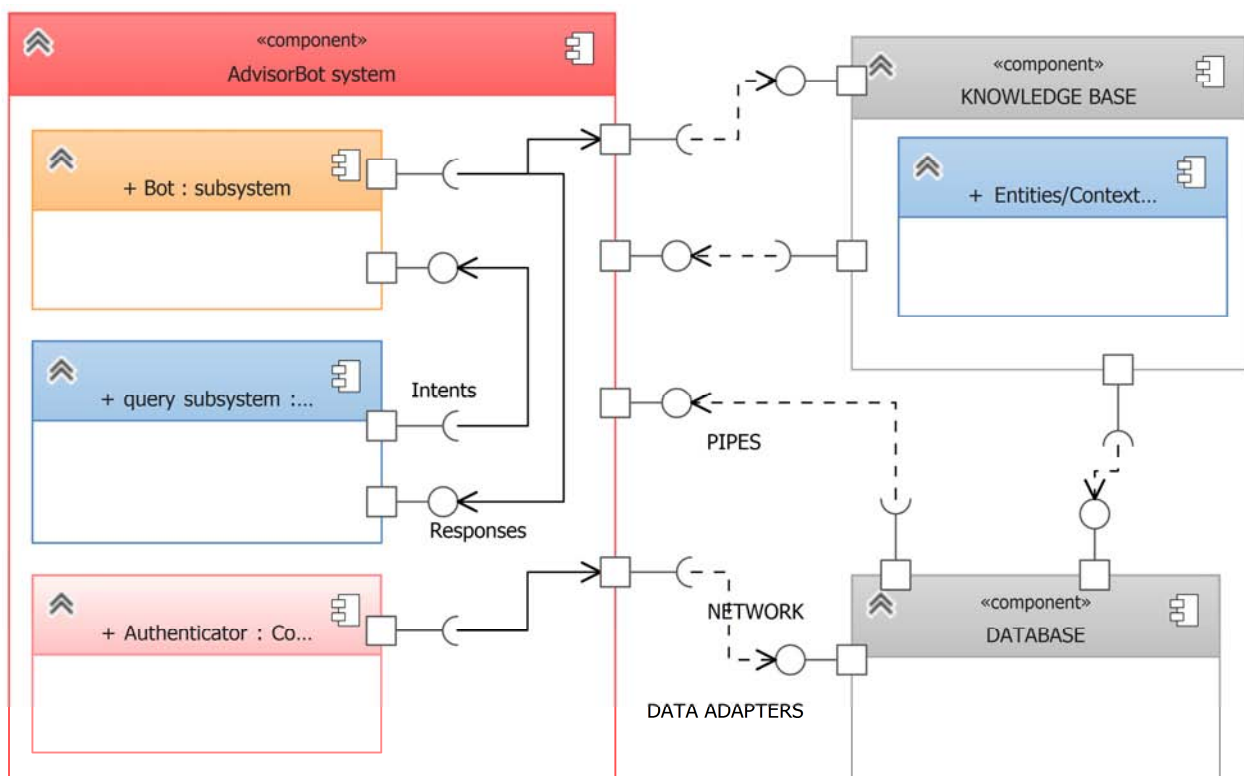 «component»
AdvisorBot system
+ Bot : subsystem
+ query subsystem :...
Intents
Responses
+ Authenticator : Co...
«component»
KNOWLEDGE BASE
+ Entities/Context...
PIPES
NETWORK
DATA ADAPTERS
«component»
DATABASE